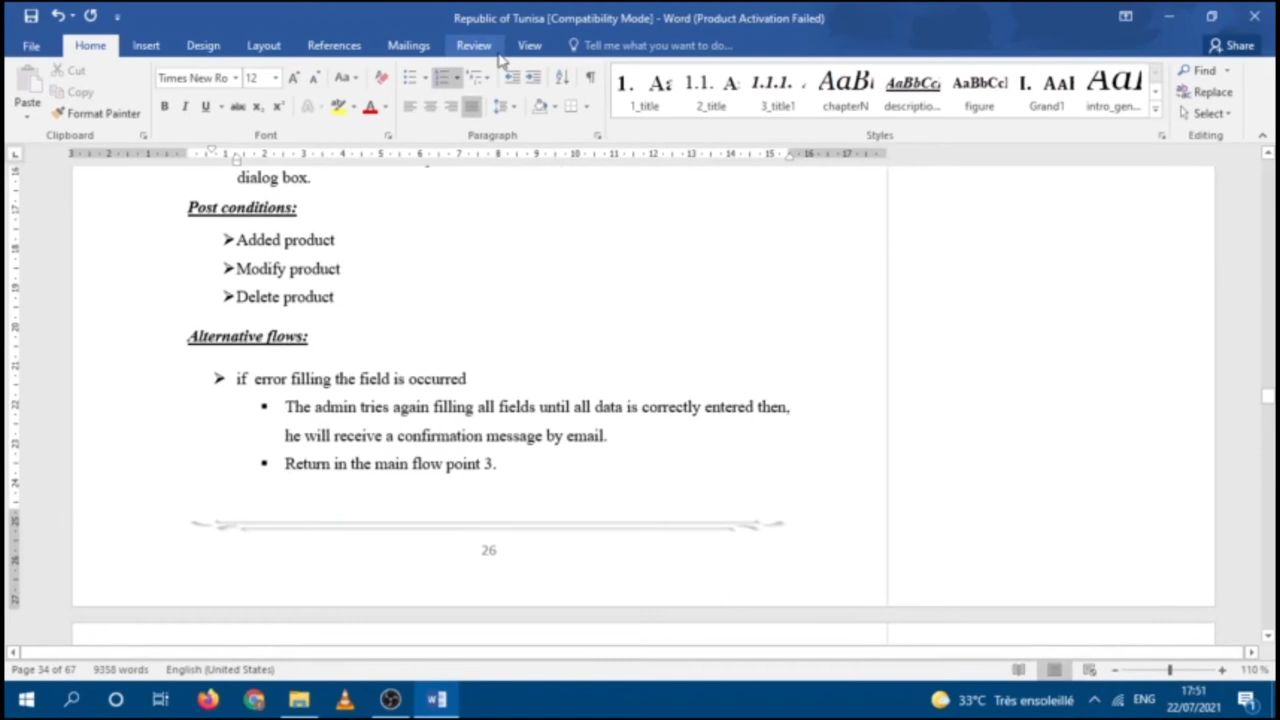 Republic of Tunisa [Compatibility Mode] - Word (Product Activation Failed)
File Home Insert Design Layout References Mailings Review View Tell me what you want to do... Share
Paste
Cut
Copy
Format Painter
Clipboard
Times New Ro 12
Font
Paragraph
1_title 2_title 3_title1 chapterN descriptio... figure Grand1 intro_gen...
Styles
Find
Replace
Select
Editing
dialog box.
Post conditions:
Added product
Modify product
Delete product
Alternative flows:
if error filling the field is occurred
The admin tries again filling all fields until all data is correctly entered then,
he will receive a confirmation message by email.
Return in the main flow point 3.
26
Page 34 of 67 9358 words English (United States) 110 %
33°C Très ensoleillé ENG 17:51
22/07/2021